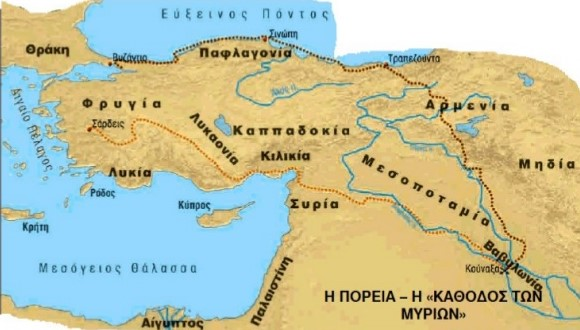 Εύξεινος Πόντος
Θράκη
Βυζάντιο
Σινώπη
Παφλαγονία
Τραπεζούντα
Αιγαίο Πέλαγος
Φρυγία
Σάρδεις
Λυκαονία
Καππαδοκία
Αρμενία
Κιλικία
Μεσοποταμία
Μηδία
Λυκία
Ρόδος
Κύπρος
Συρία
Κρήτη
Βαβυλωνία
Κούναξα
Μεσόγειος Θάλασσα
Παλαιστίνη
Αίγυπτος
Η ΠΟΡΕΙΑ – Η «ΚΑΘΟΔΟΣ ΤΩΝ
ΜΥΡΙΩΝ»